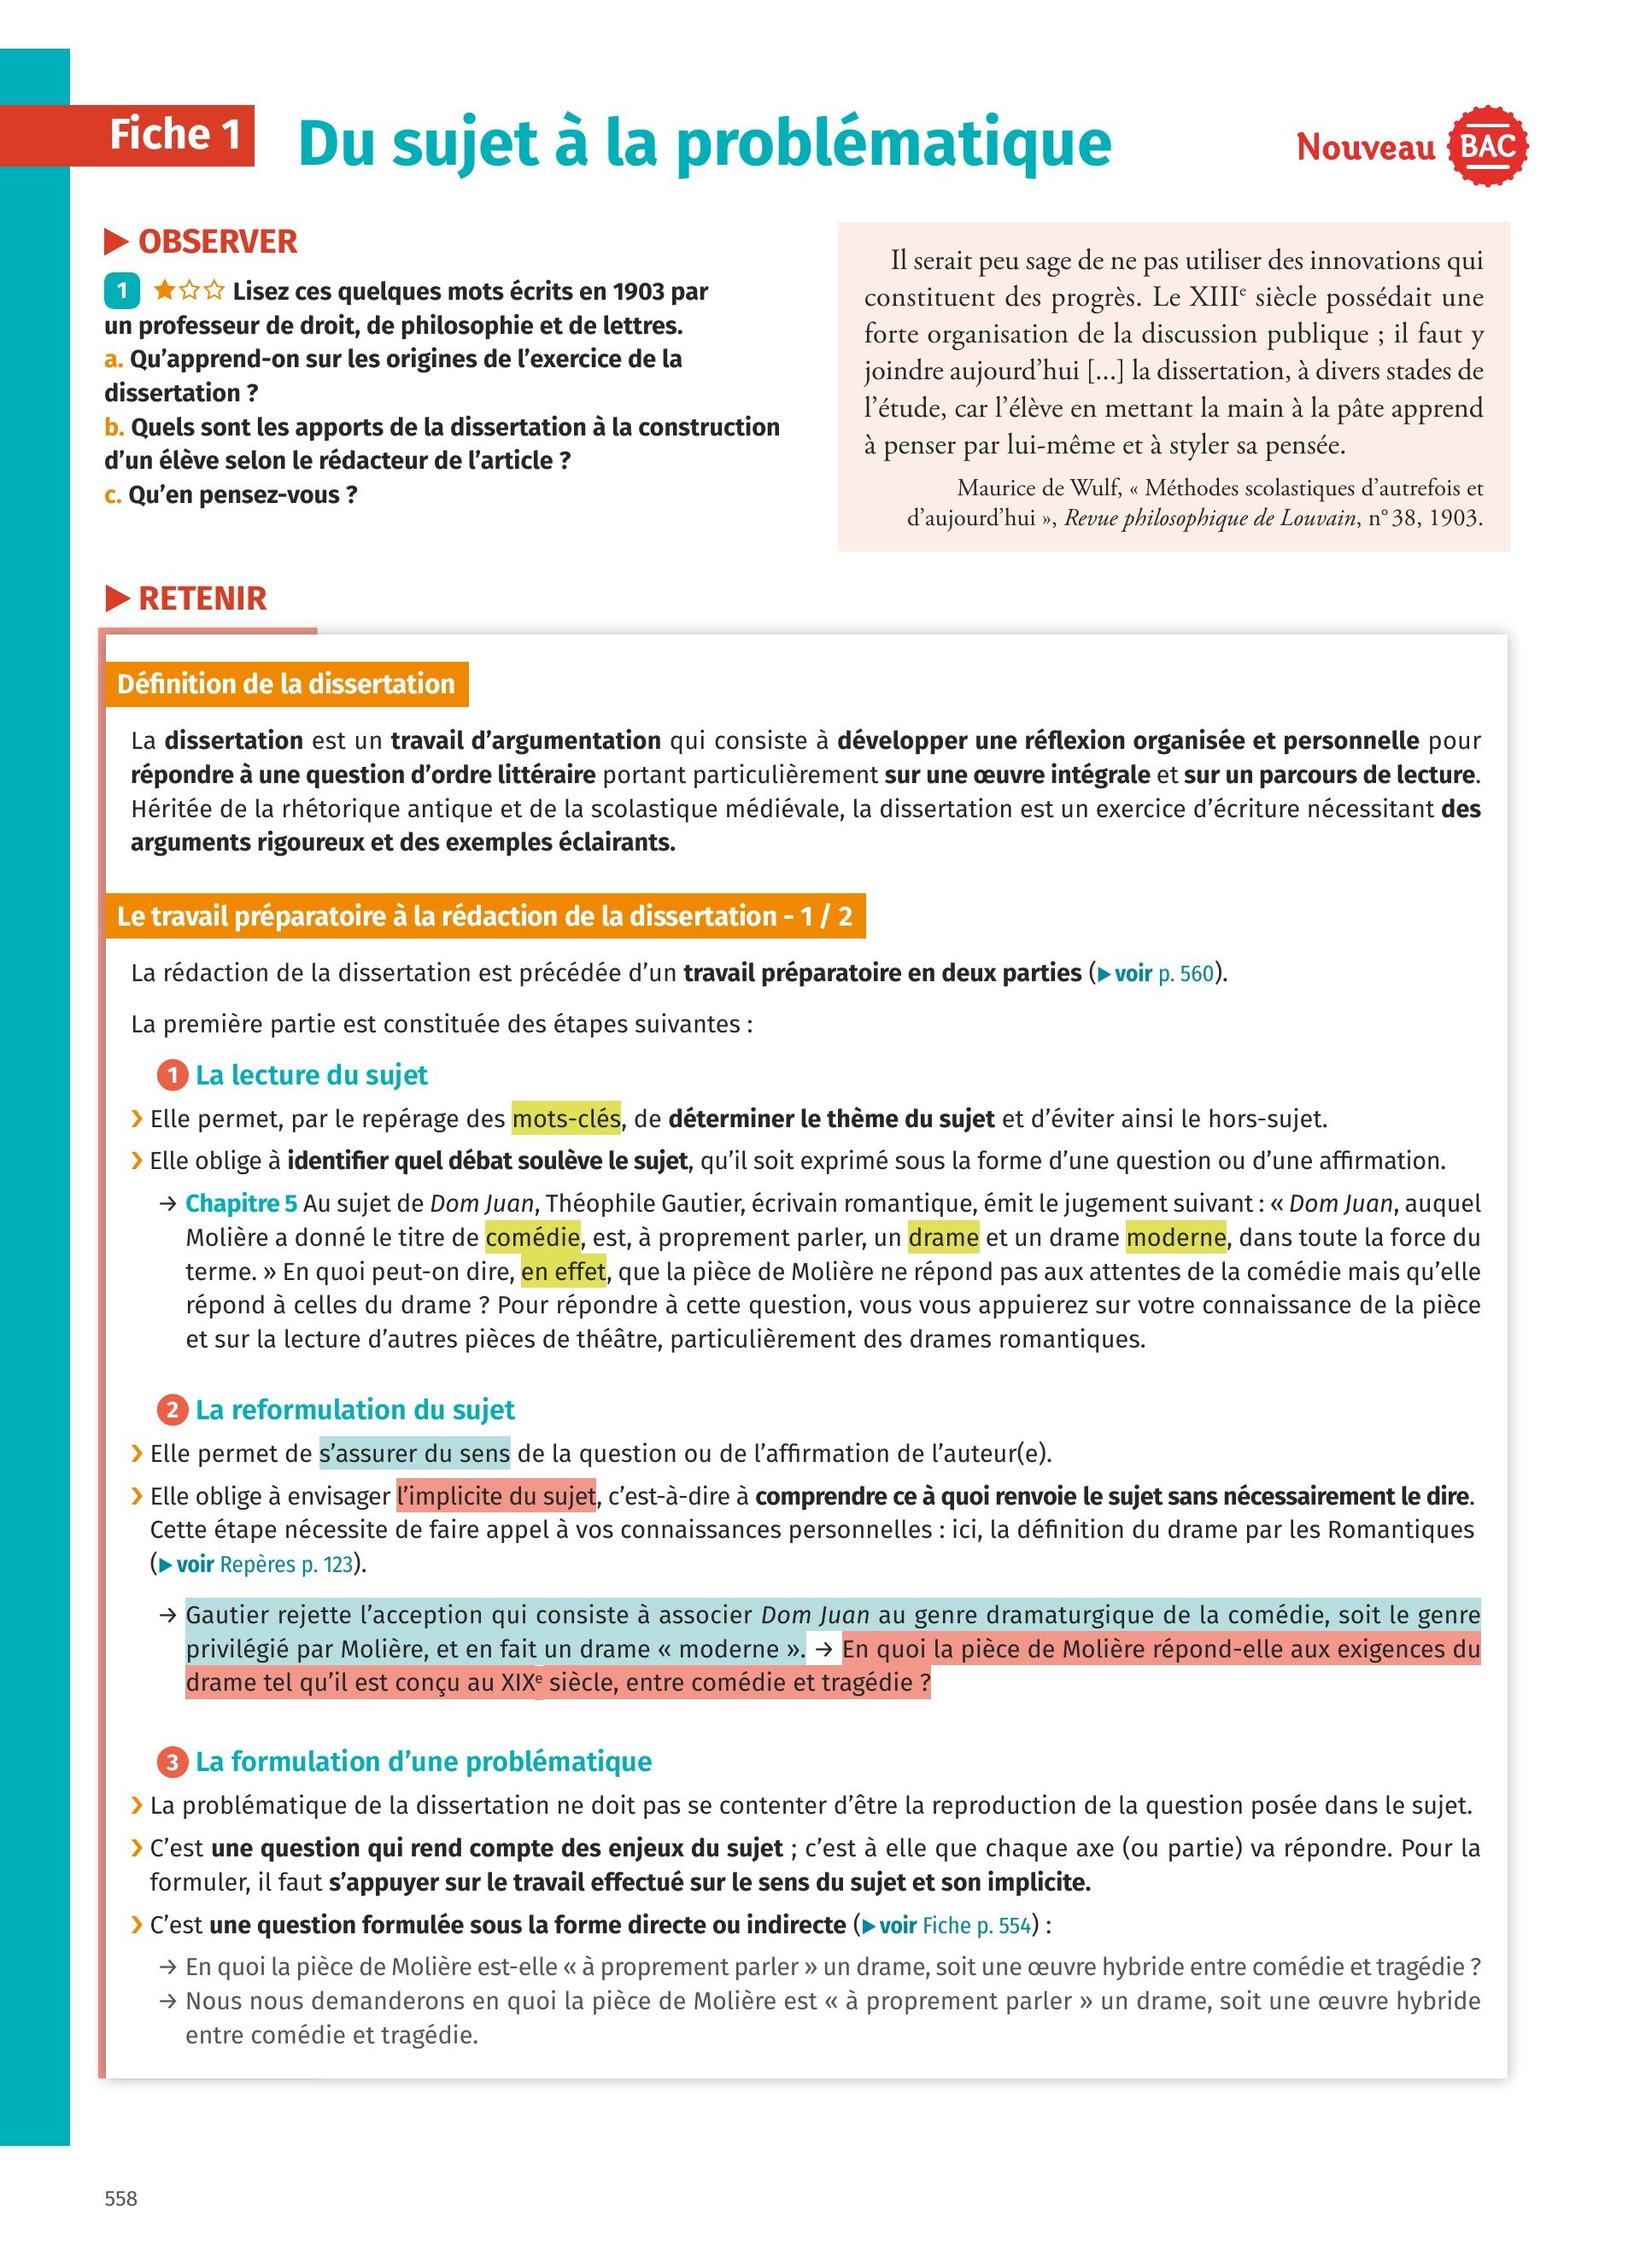 Fiche 1
Du sujet à la problématique
Nouveau BAC
▶ OBSERVER
1 ★☆☆ Lisez ces quelques mots écrits en 1903 par
un professeur de droit, de philosophie et de lettres.
a. Qu’apprend-on sur les origines de l’exercice de la
dissertation ?
b. Quels sont les apports de la dissertation à la construction
d’un élève selon le rédacteur de l’article ?
c. Qu’en pensez-vous ?
Il serait peu sage de ne pas utiliser des innovations qui
constituent des progrès. Le XIIIe siècle possédait une
forte organisation de la discussion publique ; il faut y
joindre aujourd’hui [...] la dissertation, à divers stades de
l’étude, car l’élève en mettant la main à la pâte apprend
à penser par lui-même et à styler sa pensée.
Maurice de Wulf, « Méthodes scolastiques d’autrefois et
d’aujourd’hui », Revue philosophique de Louvain, n° 38, 1903.
▶ RETENIR
Définition de la dissertation
La dissertation est un travail d’argumentation qui consiste à développer une réflexion organisée et personnelle pour
répondre à une question d’ordre littéraire portant particulièrement sur une œuvre intégrale et sur un parcours de lecture.
Héritée de la rhétorique antique et de la scolastique médiévale, la dissertation est un exercice d’écriture nécessitant des
arguments rigoureux et des exemples éclairants.
Le travail préparatoire à la rédaction de la dissertation - 1 / 2
La rédaction de la dissertation est précédée d’un travail préparatoire en deux parties (▶ voir p. 560).
La première partie est constituée des étapes suivantes :
1 La lecture du sujet
› Elle permet, par le repérage des mots-clés, de déterminer le thème du sujet et d’éviter ainsi le hors-sujet.
› Elle oblige à identifier quel débat soulève le sujet, qu’il soit exprimé sous la forme d’une question ou d’une affirmation.
→ Chapitre 5 Au sujet de Dom Juan, Théophile Gautier, écrivain romantique, émit le jugement suivant : « Dom Juan, auquel
Molière a donné le titre de comédie, est, à proprement parler, un drame et un drame moderne, dans toute la force du
terme. » En quoi peut-on dire, en effet, que la pièce de Molière ne répond pas aux attentes de la comédie mais qu’elle
répond à celles du drame ? Pour répondre à cette question, vous vous appuierez sur votre connaissance de la pièce
et sur la lecture d’autres pièces de théâtre, particulièrement des drames romantiques.
2 La reformulation du sujet
› Elle permet de s’assurer du sens de la question ou de l’affirmation de l’auteur(e).
› Elle oblige à envisager l’implicite du sujet, c’est-à-dire à comprendre ce à quoi renvoie le sujet sans nécessairement le dire.
Cette étape nécessite de faire appel à vos connaissances personnelles : ici, la définition du drame par les Romantiques
(▶ voir Repères p. 123).
→ Gautier rejette l’acception qui consiste à associer Dom Juan au genre dramaturgique de la comédie, soit le genre
privilégié par Molière, et en fait un drame « moderne ». → En quoi la pièce de Molière répond-elle aux exigences du
drame tel qu’il est conçu au XIXe siècle, entre comédie et tragédie ?
3 La formulation d’une problématique
› La problématique de la dissertation ne doit pas se contenter d’être la reproduction de la question posée dans le sujet.
› C’est une question qui rend compte des enjeux du sujet ; c’est à elle que chaque axe (ou partie) va répondre. Pour la
formuler, il faut s’appuyer sur le travail effectué sur le sens du sujet et son implicite.
› C’est une question formulée sous la forme directe ou indirecte (▶ voir Fiche p. 554) :
→ En quoi la pièce de Molière est-elle « à proprement parler » un drame, soit une œuvre hybride entre comédie et tragédie ?
→ Nous nous demanderons en quoi la pièce de Molière est « à proprement parler » un drame, soit une œuvre hybride
entre comédie et tragédie.
558